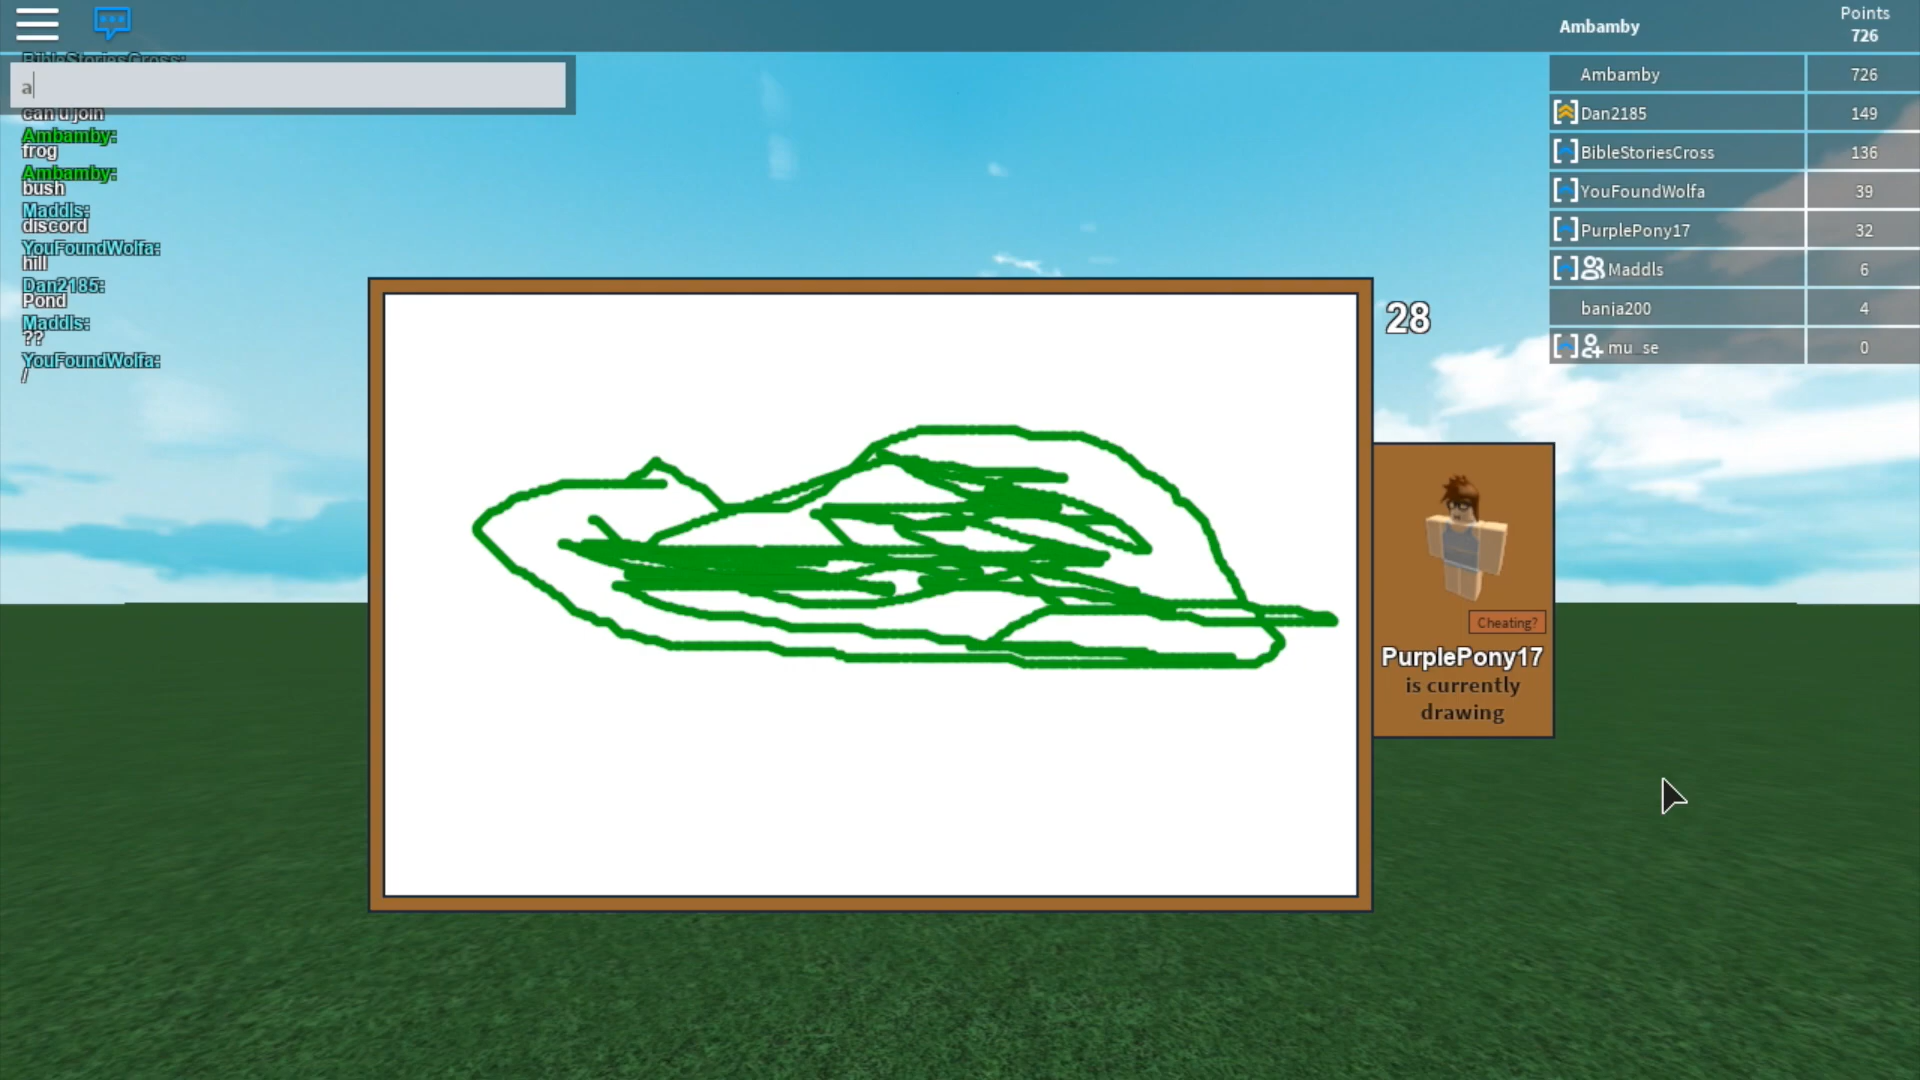 Ambamby
Points
726
BibleStoriesCross:
a
can u join
Ambamby:
frog
Ambamby:
bush
Maddls:
discord
YouFoundWolfa:
hill
Dan2185:
Pond
Maddls:
??
YouFoundWolfa:
/
Ambamby 726
Dan2185 149
BibleStoriesCross 136
YouFoundWolfa 39
PurplePony17 32
Maddls 6
banja200 4
mu_se 0
28
Cheating?
PurplePony17
is currently
drawing